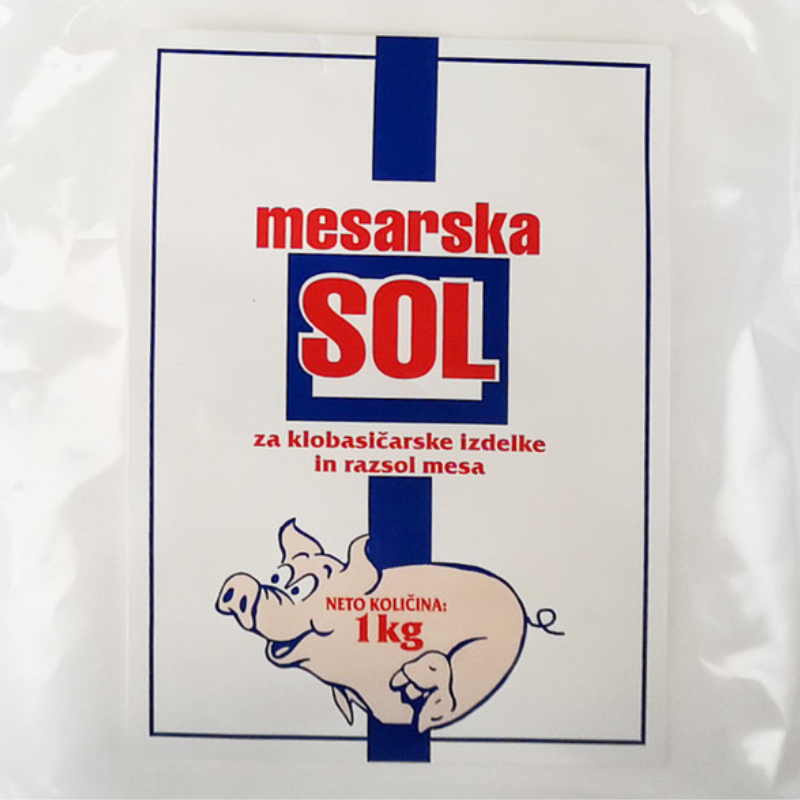 mesarska
SOL
za klobasičarske izdelke
in razsol mesa
NETO KOLIČINA:
1kg